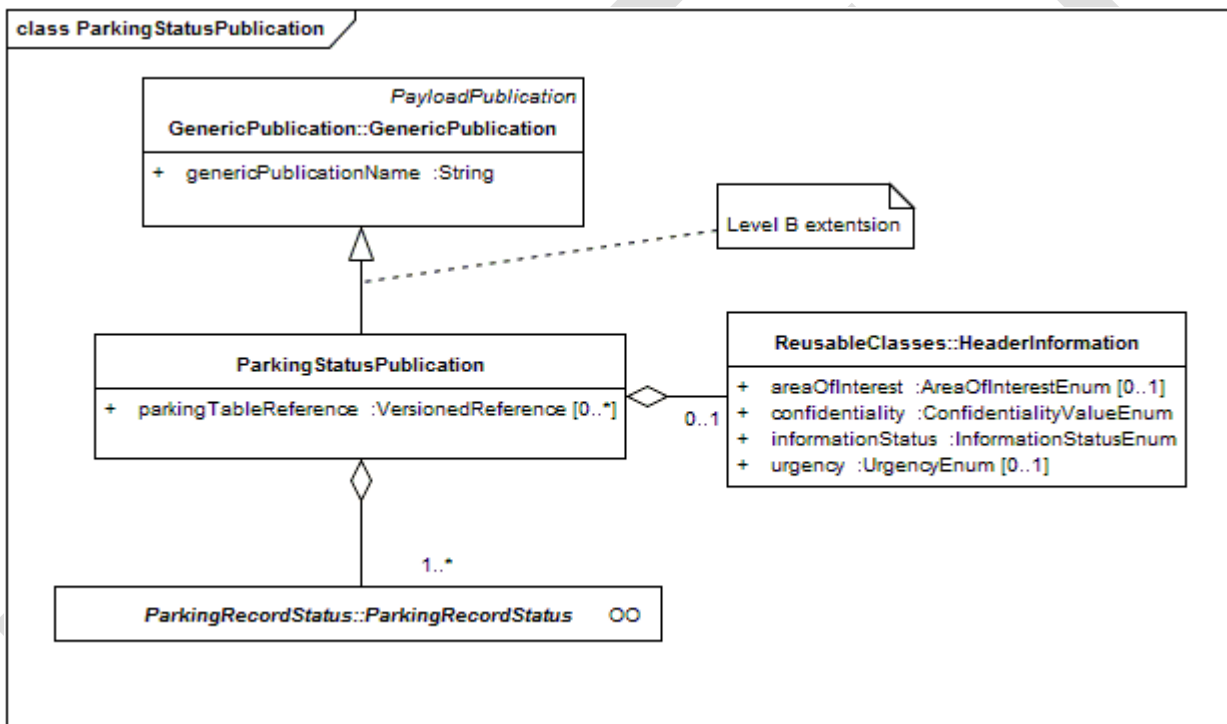 class ParkingStatusPublication
PayloadPublication
GenericPublication::GenericPublication
+ genericPublicationName :String
Level B extentsion
ParkingStatusPublication
+ parkingTableReference :VersionedReference [0..*]
0..1
ReusableClasses::HeaderInformation
+ areaOfInterest :AreaOfInterestEnum [0..1]
+ confidentiality :ConfidentialityValueEnum
+ informationStatus :InformationStatusEnum
+ urgency :UrgencyEnum [0..1]
1..*
ParkingRecordStatus::ParkingRecordStatus